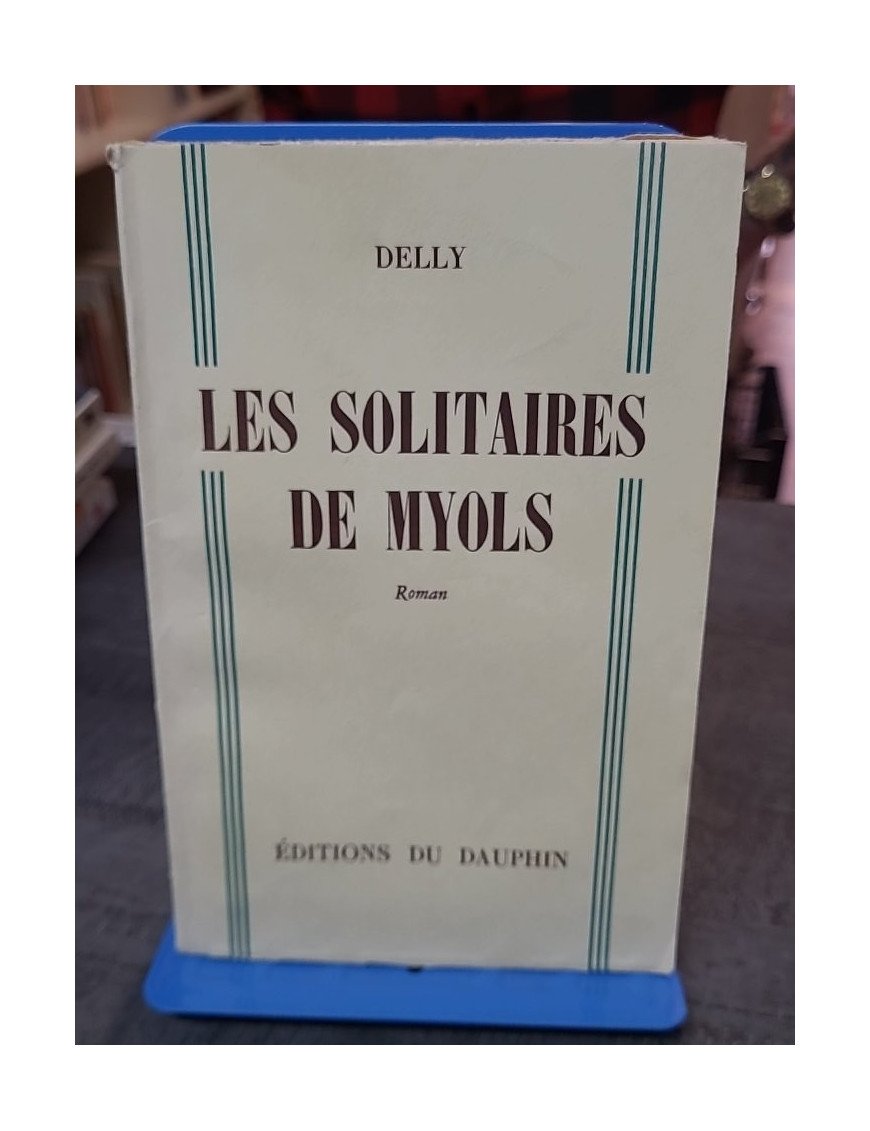 DELLY
LES SOLITAIRES
DE MYOLS
Roman
ÉDITIONS DU DAUPHIN